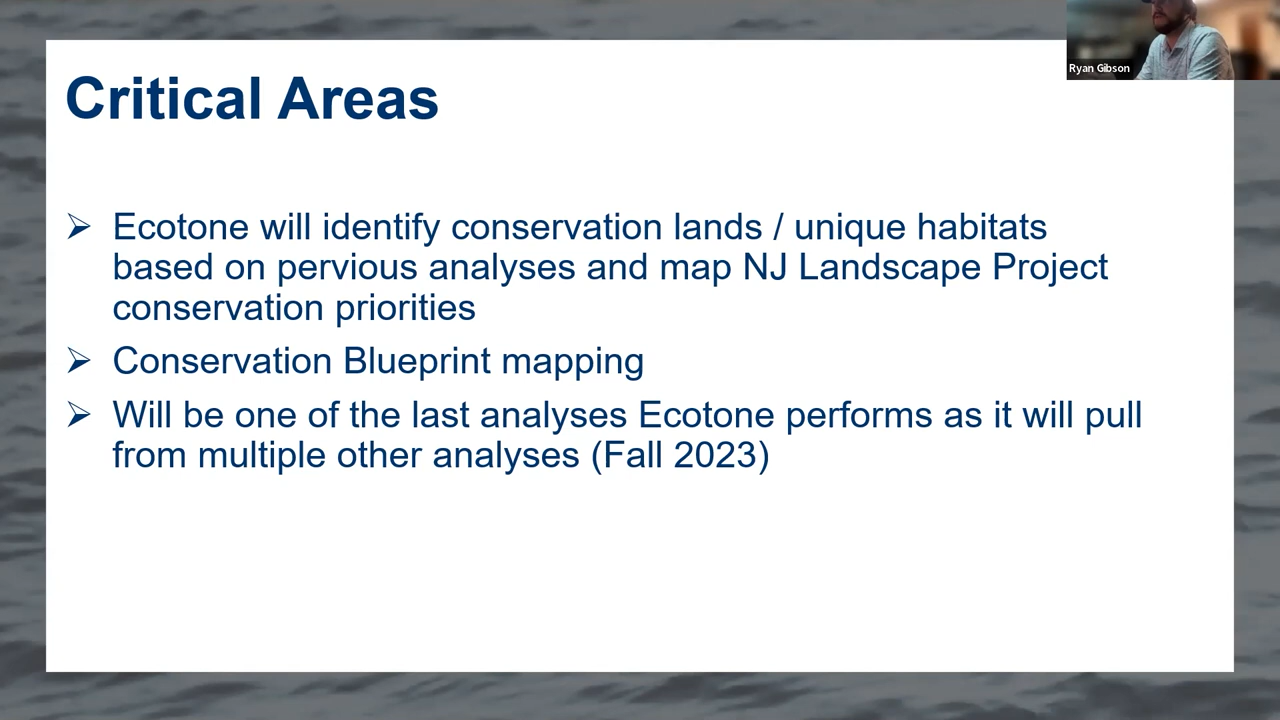 Ryan Gibson
Critical Areas
➢ Ecotone will identify conservation lands / unique habitats
based on pervious analyses and map NJ Landscape Project
conservation priorities
➢ Conservation Blueprint mapping
➢ Will be one of the last analyses Ecotone performs as it will pull
from multiple other analyses (Fall 2023)